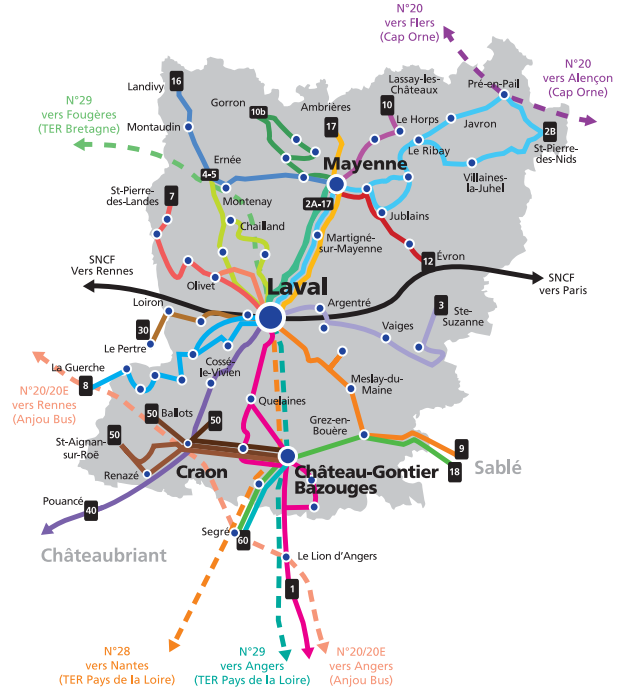 N°20
vers Flers
(Cap Orne)
N°20
vers Alençon
(Cap Orne)
Landivy
16
Gorron
10b
Ambrières
17
Lassay-les-
Châteaux
10
Pré-en-Pail
Le Horps
Javron
2B
St-Pierre-
des-Nids
N°29
vers Fougères
(TER Bretagne)
Montaudin
Ernée
4-5
Mayenne
Le Ribay
Villaines-
la-Juhel
St-Pierre-
des-Landes
7
Montenay
2A-17
Jublains
Chailland
Martigné-
sur-Mayenne
12
Évron
SNCF
Vers Rennes
Olivet
Laval
SNCF
vers Paris
Loiron
Argentré
3
Ste-
Suzanne
30
Le Pertre
Vaiges
La Guerche
8
Cossé-
le-Vivien
Meslay-du-
Maine
N°20/20E
vers Rennes
(Anjou Bus)
Quelaines
50
Ballots
50
St-Aignan-
sur-Roë
50
Grez-en-
Bouère
9
18
Sablé
Renazé
Craon
Château-Gontier
Bazouges
Pouancé
40
Châteaubriant
Segré
60
Le Lion d'Angers
1
N°28
vers Nantes
(TER Pays de la Loire)
N°29
vers Angers
(TER Pays de la Loire)
N°20/20E
vers Angers
(Anjou Bus)